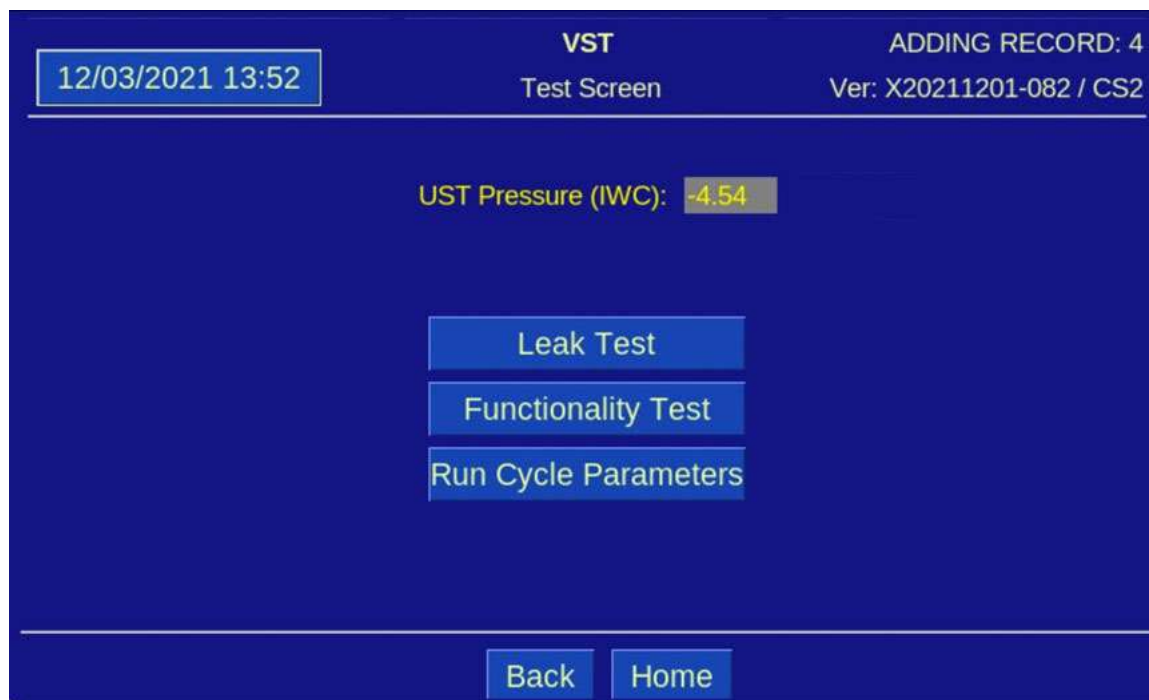 12/03/2021 13:52
VST
Test Screen
ADDING RECORD: 4
Ver: X20211201-082 / CS2
UST Pressure (IWC): -4.54
Leak Test
Functionality Test
Run Cycle Parameters
Back
Home